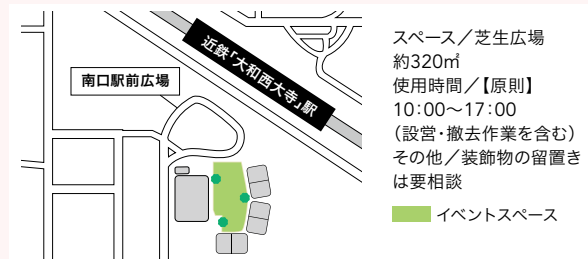 近鉄「大和西大寺」駅
南口駅前広場
スペース／芝生広場
約320㎡
使用時間／【原則】
10:00〜17:00
（設営・撤去作業を含む）
その他／装飾物の留置き
は要相談
イベントスペース